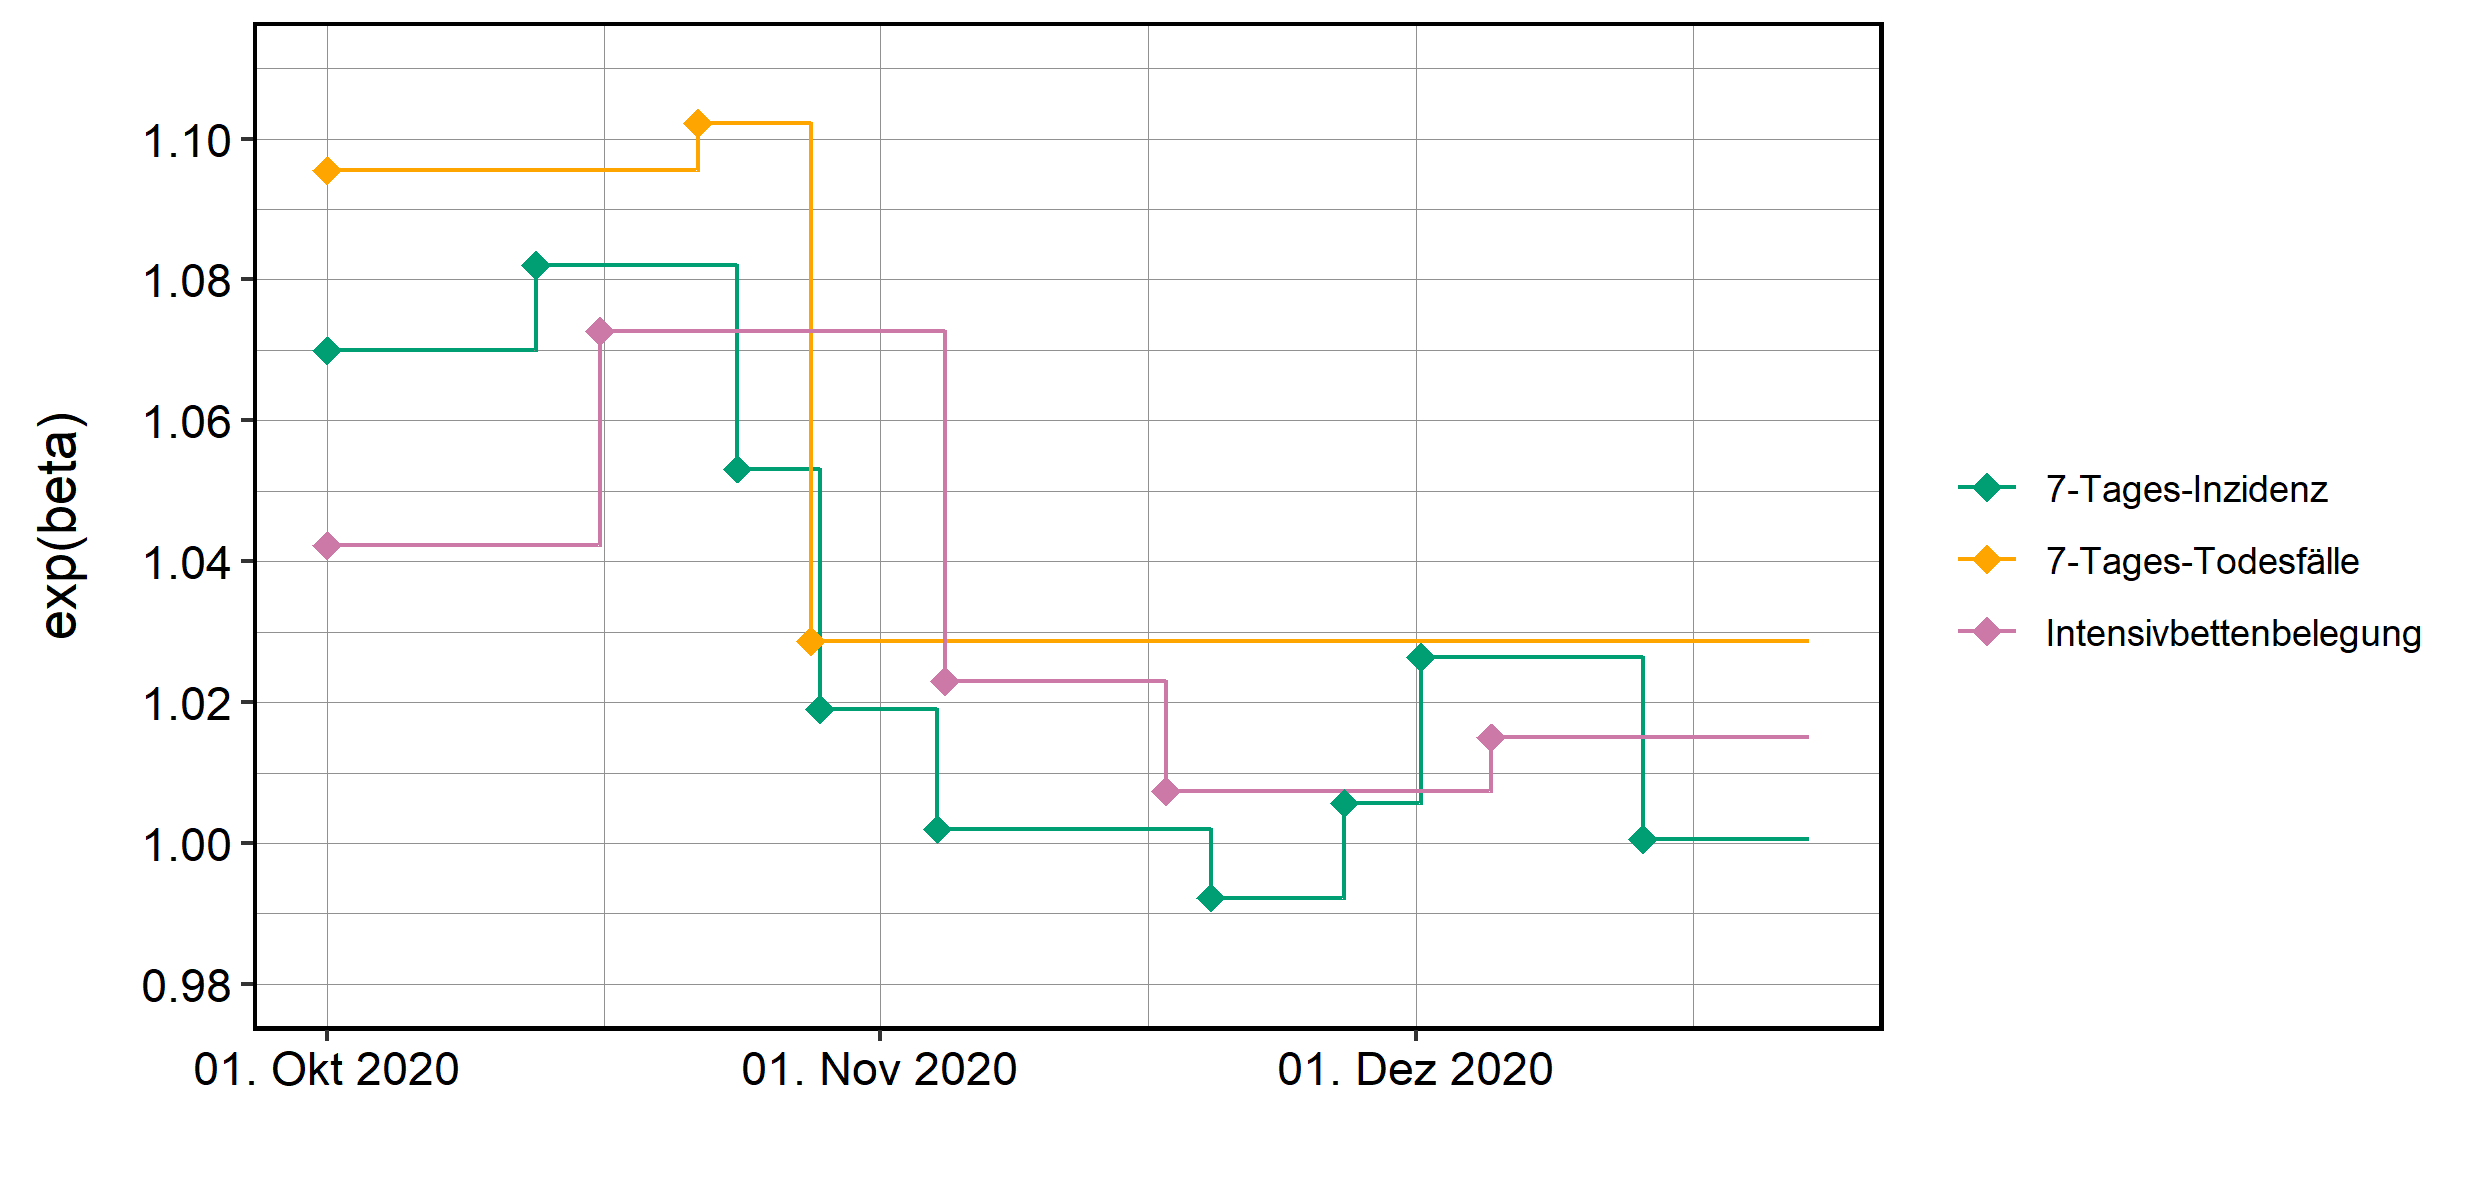 exp(beta)
1.10
1.08
1.06
1.04
1.02
1.00
0.98
01. Okt 2020
01. Nov 2020
01. Dez 2020
7-Tages-Inzidenz
7-Tages-Todesfälle
Intensivbettenbelegung